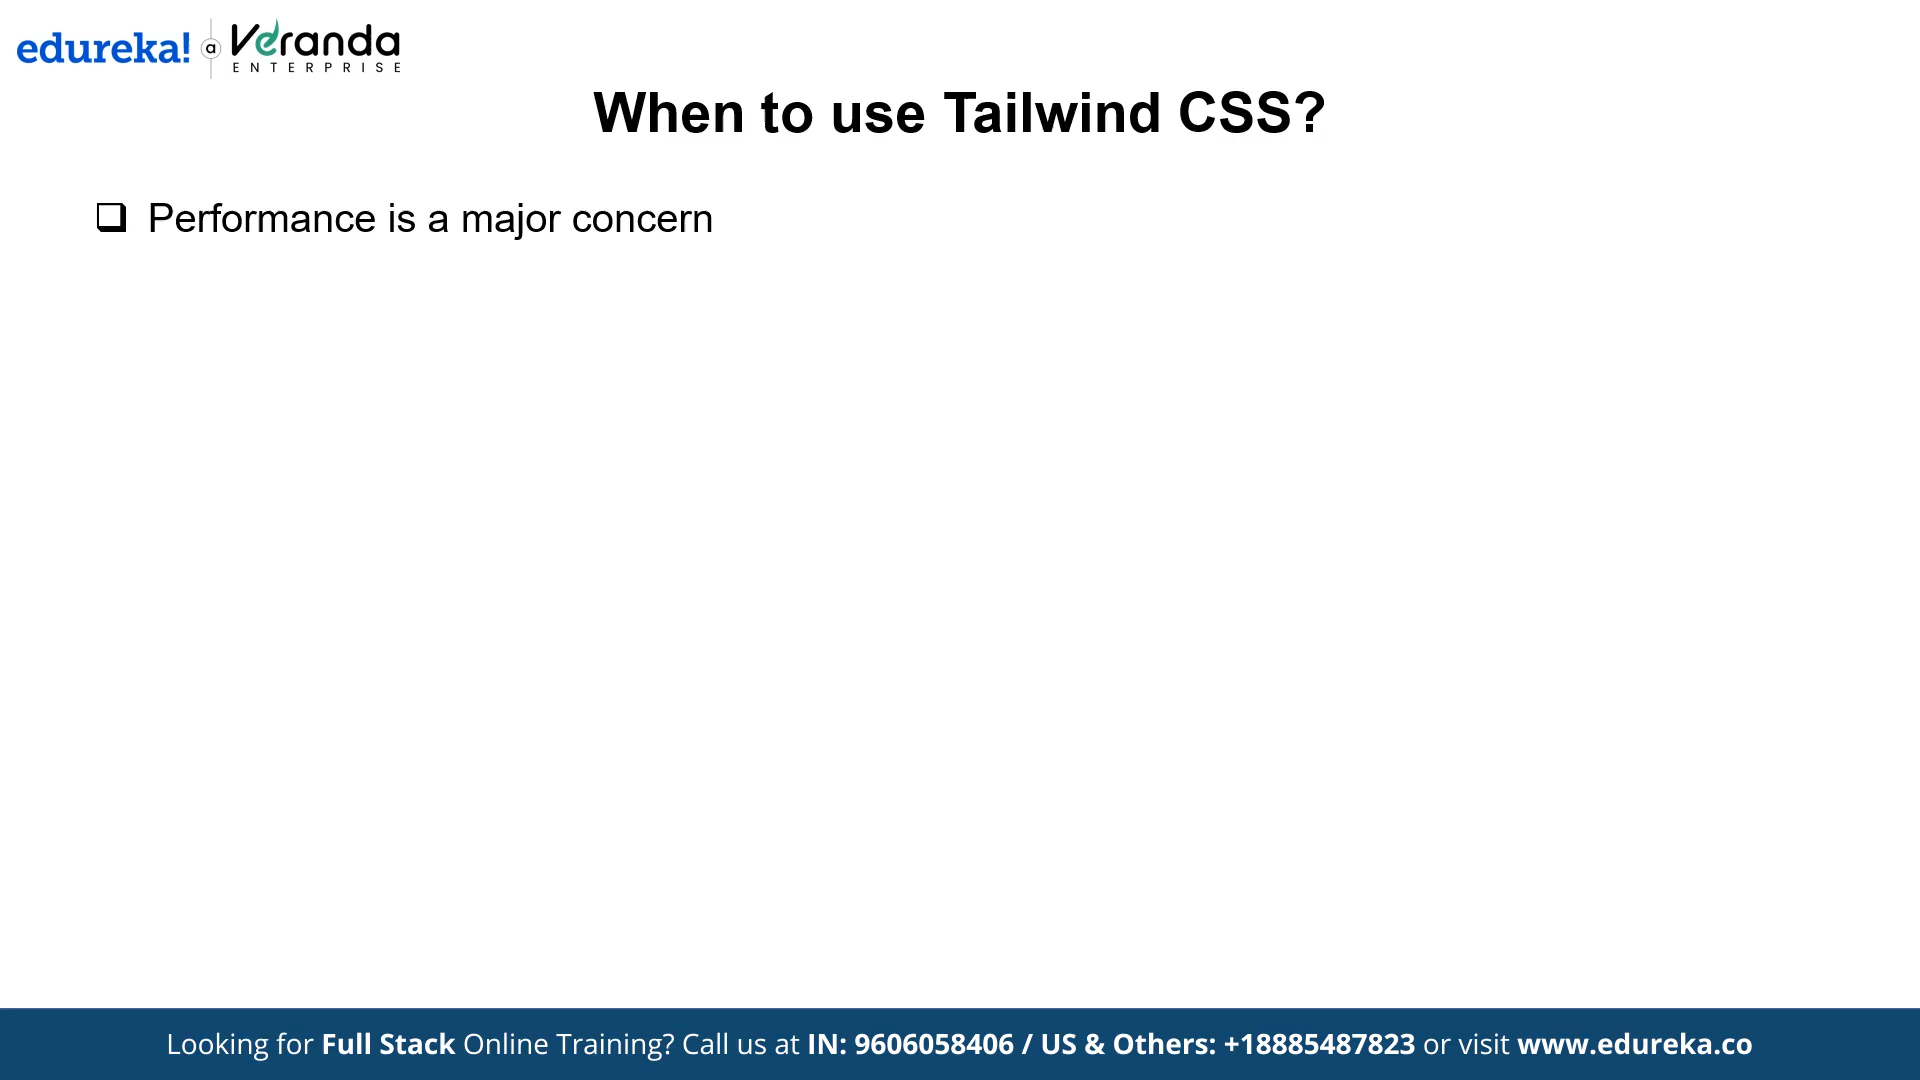 edureka! a Veranda
ENTERPRISE
When to use Tailwind CSS?
Performance is a major concern
Looking for Full Stack Online Training? Call us at IN: 9606058406 / US & Others: +18885487823 or visit www.edureka.co